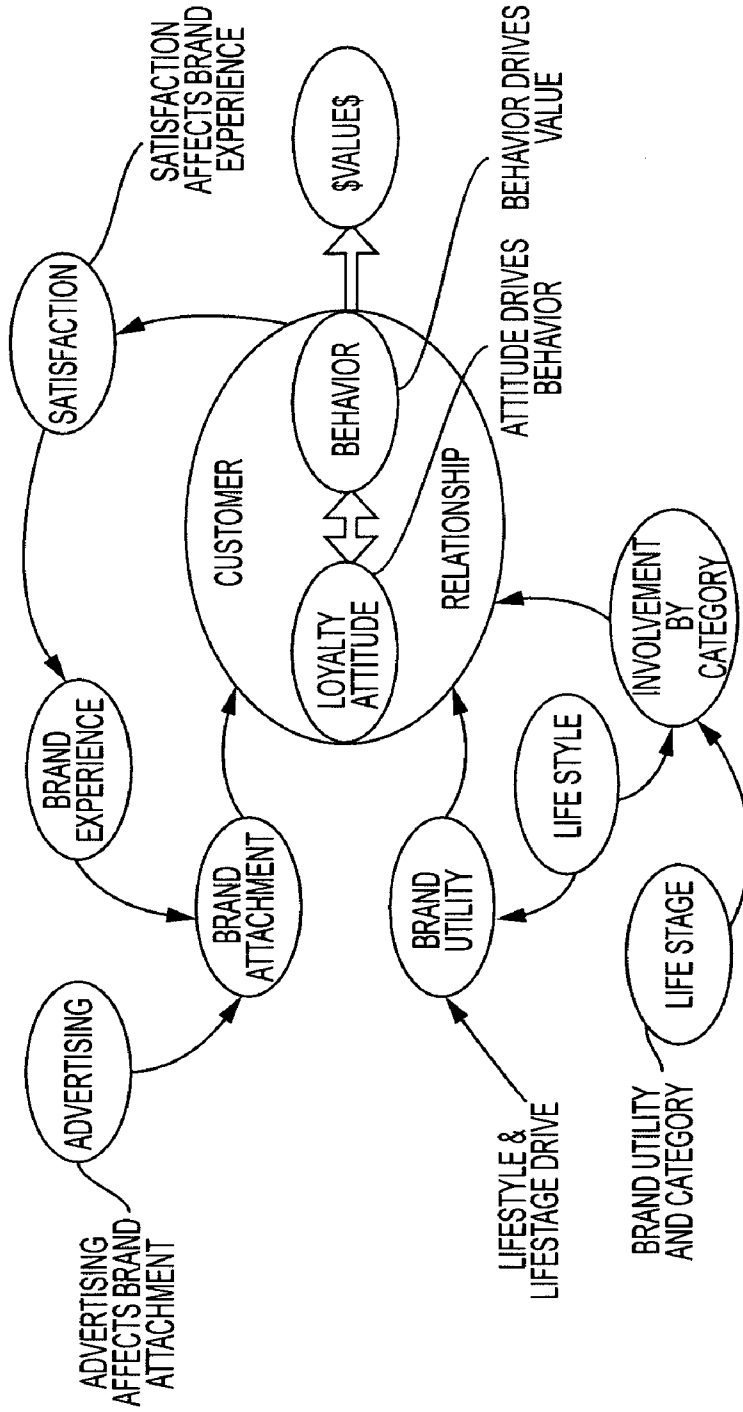 ADVERTISING
AFFECTS BRAND
ATTACHMENT
ADVERTISING
BRAND
EXPERIENCE
SATISFACTION
SATISFACTION
AFFECTS BRAND
EXPERIENCE
BRAND
ATTACHMENT
CUSTOMER
LOYALTY
ATTITUDE
BEHAVIOR
$VALUE$
RELATIONSHIP
BRAND
UTILITY
LIFESTYLE &
LIFESTAGE DRIVE
LIFE STYLE
ATTITUDE DRIVES
BEHAVIOR
BEHAVIOR DRIVES
VALUE
BRAND UTILITY
AND CATEGORY
LIFE STAGE
INVOLVEMENT
BY
CATEGORY